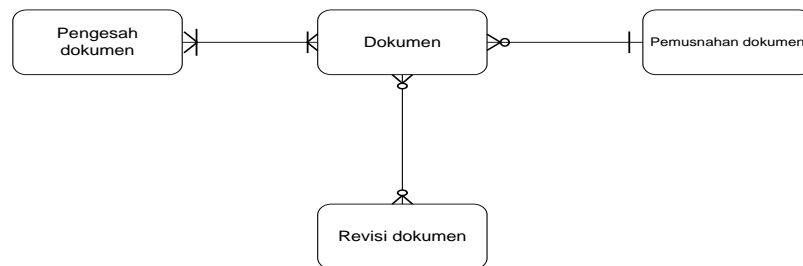 Pengesah
dokumen
Dokumen
Pemusnahan dokumen
Revisi dokumen